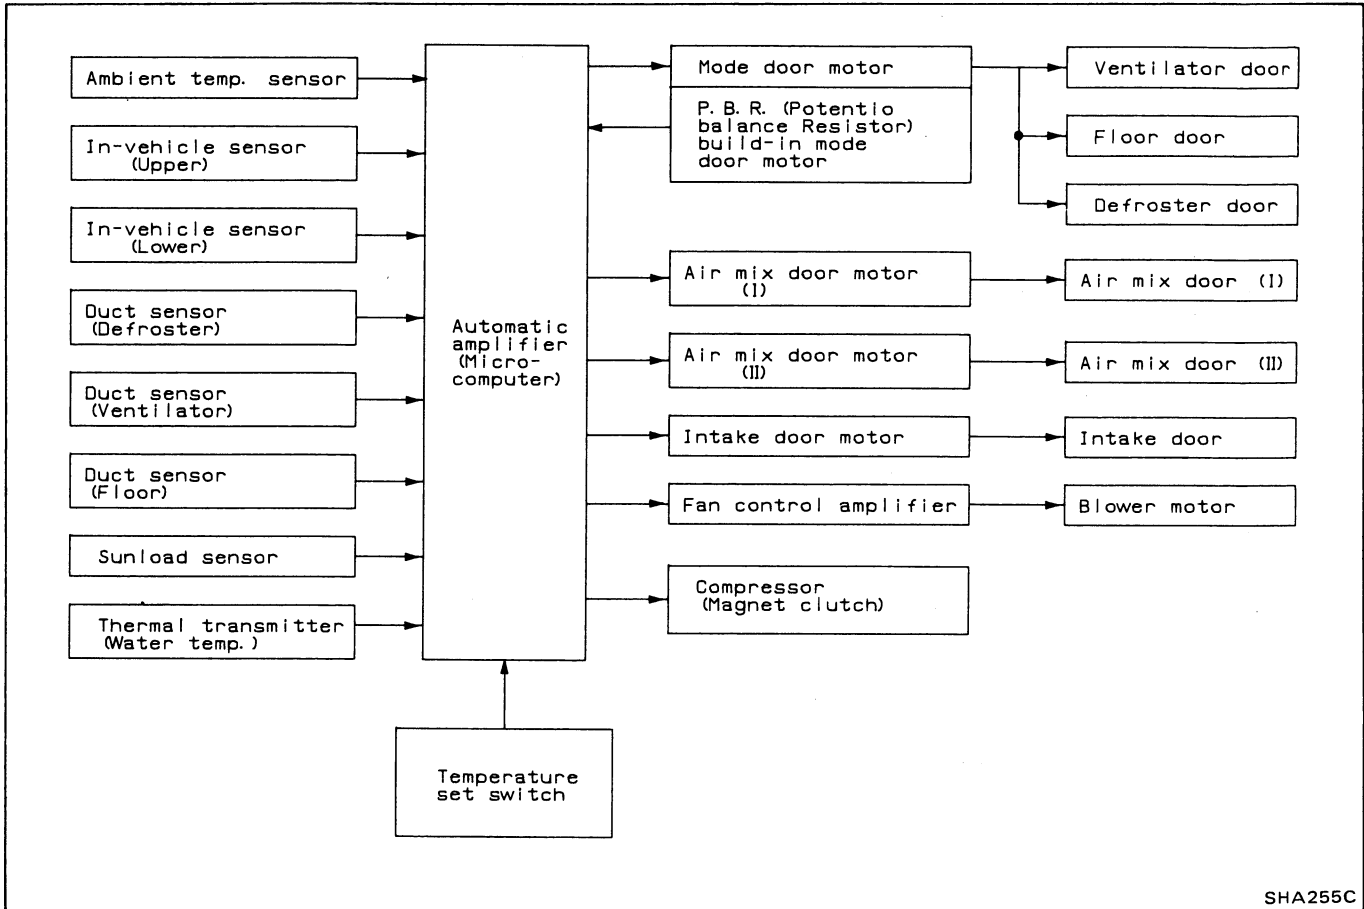 Ambient temp. sensor
In-vehicle sensor
(Upper)
In-vehicle sensor
(Lower)
Duct sensor
(Defroster)
Duct sensor
(Ventilator)
Duct sensor
(Floor)
Sunload sensor
Thermal transmitter
(Water temp.)
Automatic
amplifier
(Micro-
computer)
Temperature
set switch
Mode door motor
P. B. R. (Potentio
balance Resistor)
build-in mode
door motor
Air mix door motor
(I)
Air mix door motor
(II)
Intake door motor
Fan control amplifier
Compressor
(Magnet clutch)
Ventilator door
Floor door
Defroster door
Air mix door (I)
Air mix door (II)
Intake door
Blower motor
SHA255C